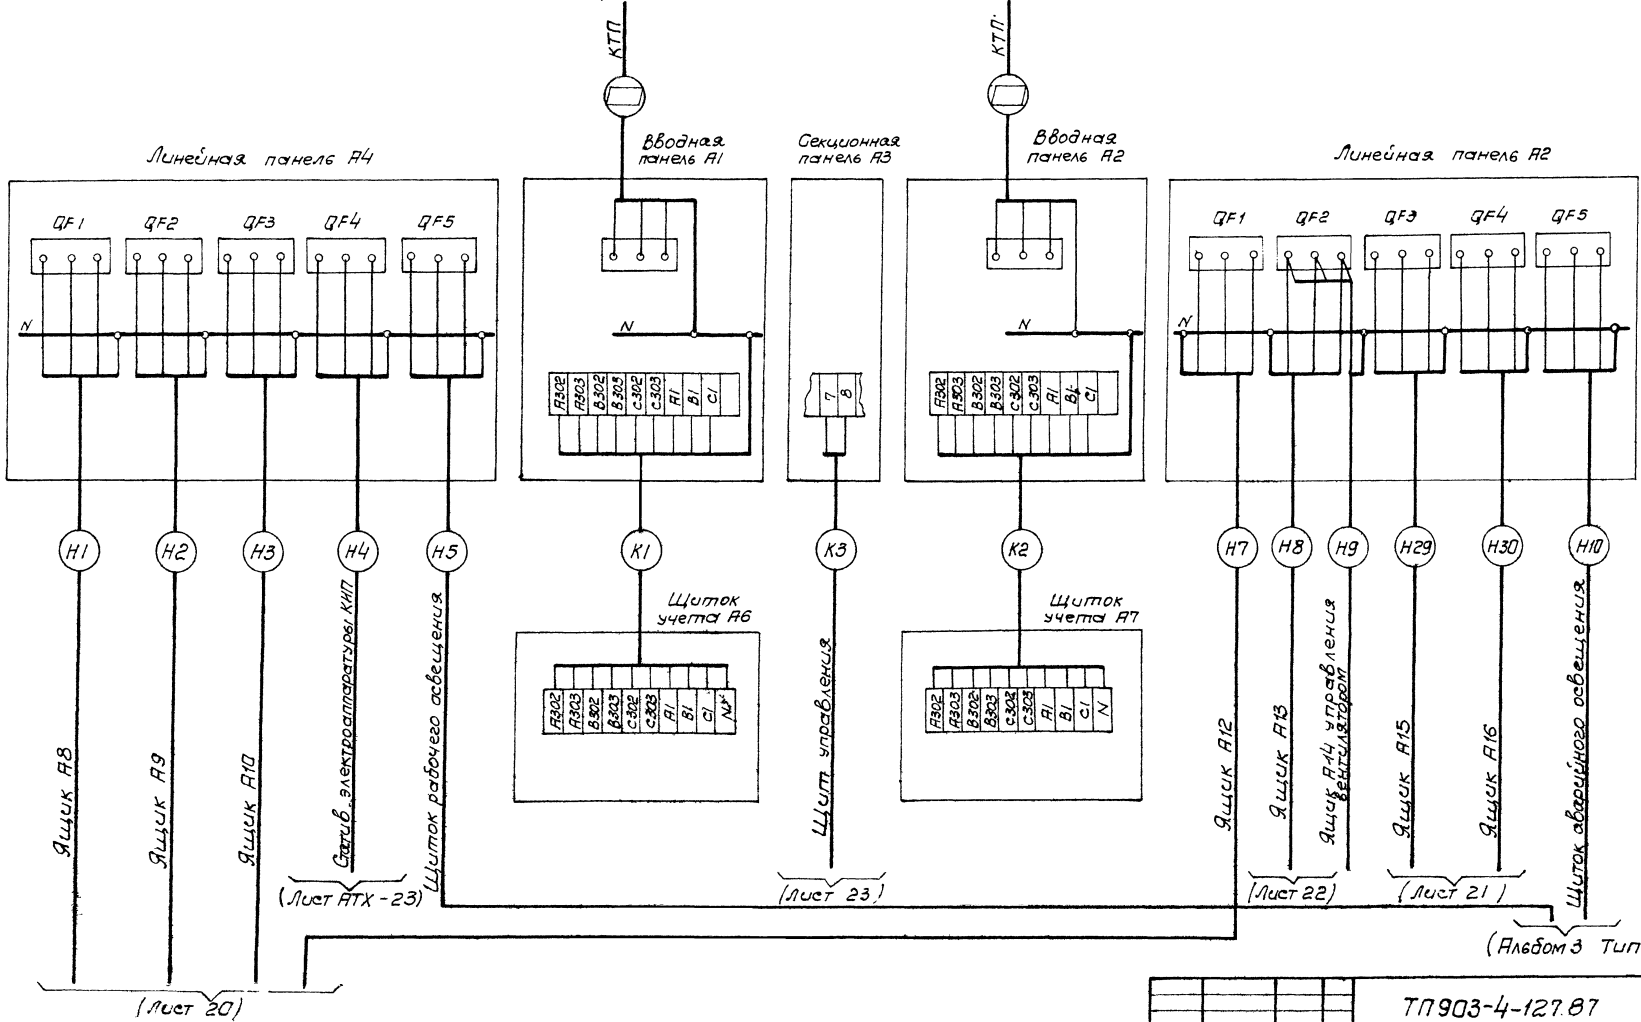 КТП
КТП
Линейная панель А4
Вводная
панель А1
Секционная
панель А3
Вводная
панель А2
Линейная панель А2
QF1 QF2 QF3 QF4 QF5
QF1 QF2 QF3 QF4 QF5
N
N
N
N
А302 А303 В302 В303 С302 С303 А1 В1 С1
7 8
А302 А303 В302 В303 С302 С303 А1 В1 С1
Н1 Н2 Н3 Н4 Н5 К1 К3 К2 Н7 Н8 Н9 Н29 Н30 Н10
Щиток
учета А6
Щиток
учета А7
А302 А303 В302 В303 С302 С303 А1 В1 С1 N
А302 А303 В302 В303 С302 С303 А1 В1 С1 N
Ящик А8
Ящик А9
Ящик А10
Статив. электроаппаратуры КИП
Щиток рабочего освещения
Щит управления
Ящик А12
Ящик А13
Ящик А14 управления
вентилятором
Ящик А15
Ящик А16
Щиток аварийного освещения
(Лист АТХ-23)
(Лист 23)
(Лист 22)
(Лист 21)
(Альбом 3 Тип
(Лист 20)
ТП903-4-127.87